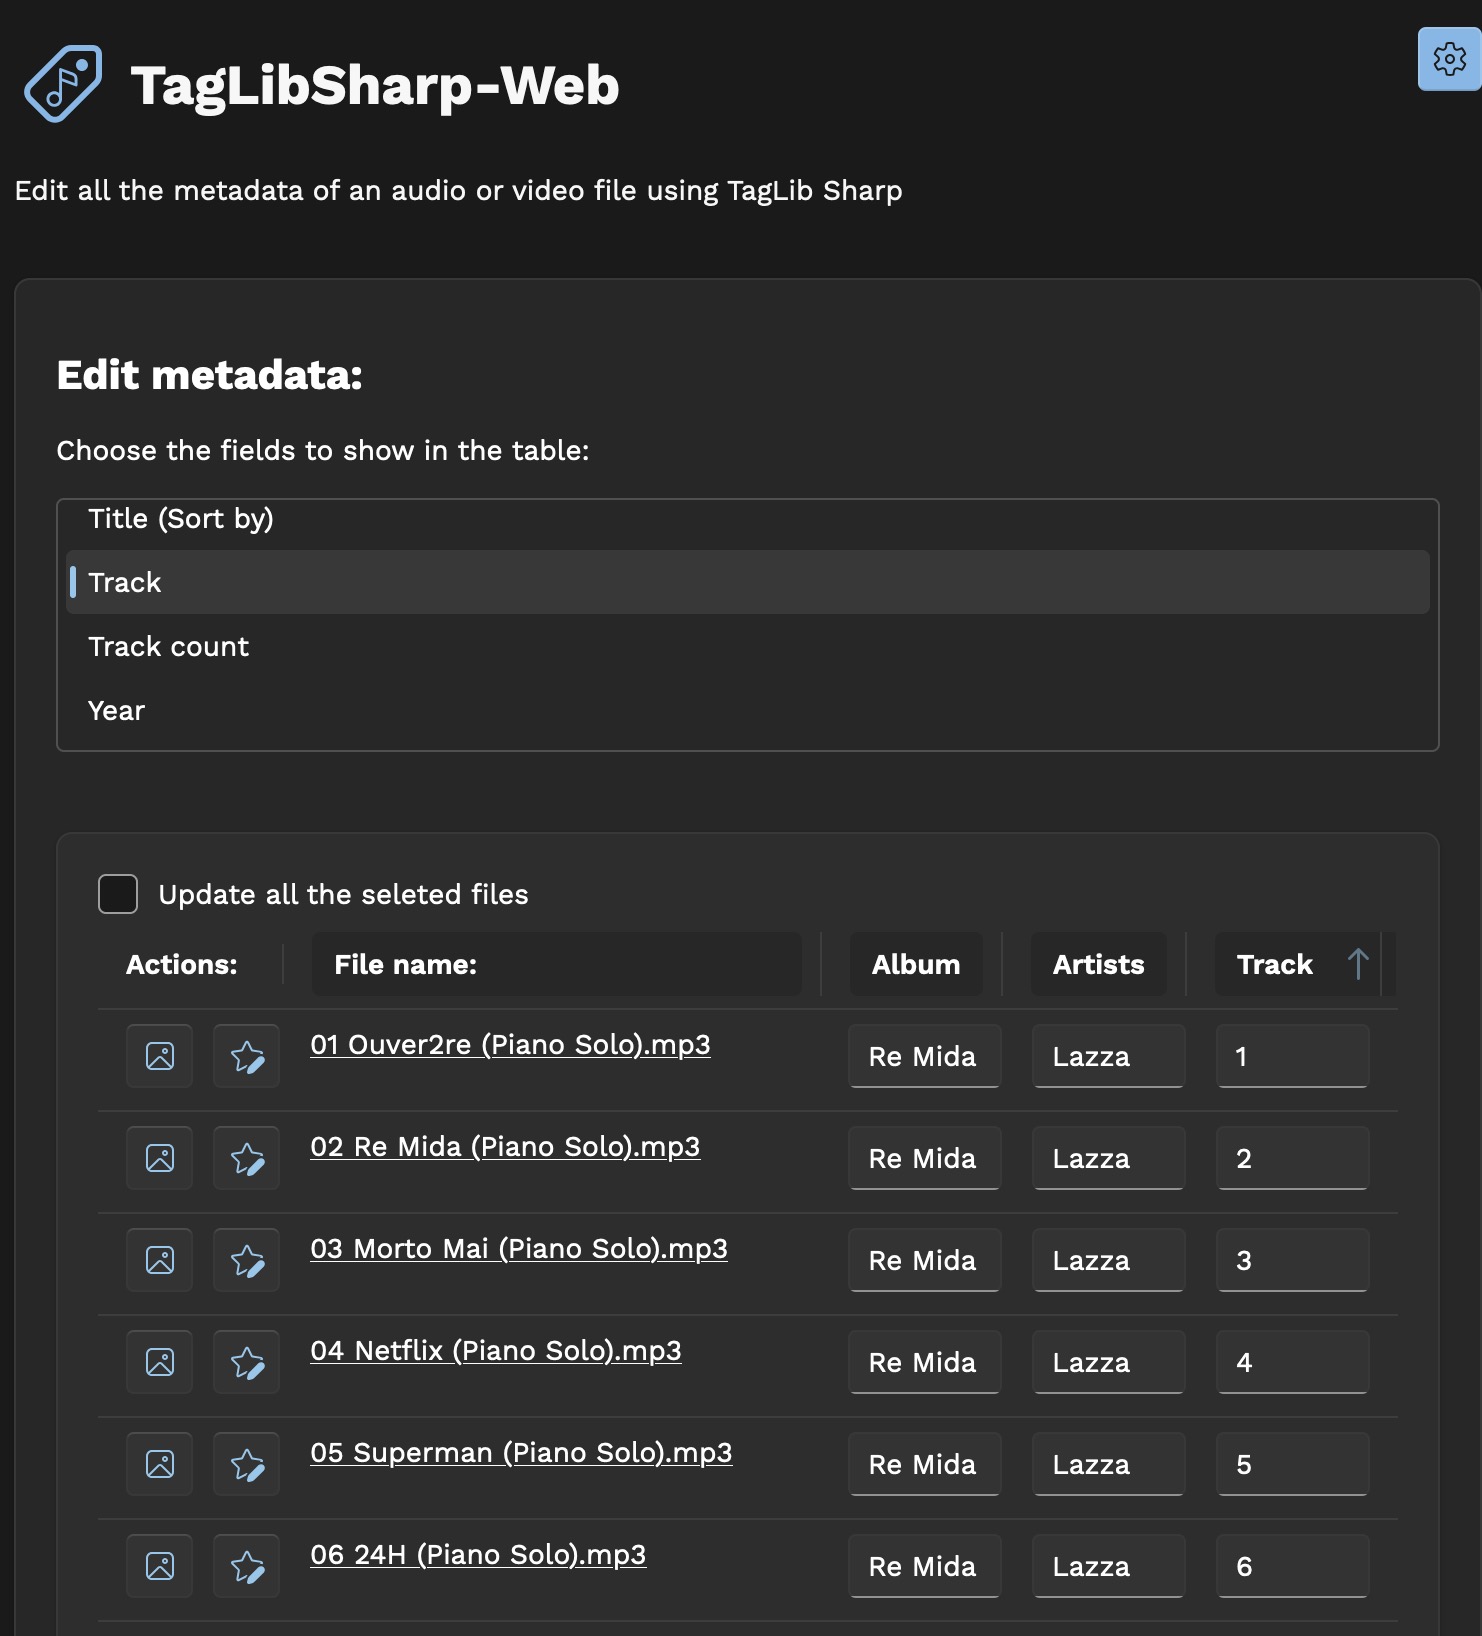 TagLibSharp-Web
Edit all the metadata of an audio or video file using TagLib Sharp
Edit metadata:
Choose the fields to show in the table:
Title (Sort by)
Track
Track count
Year
Update all the seleted files
Actions: File name: Album Artists Track
01 Ouver2re (Piano Solo).mp3 Re Mida Lazza 1
02 Re Mida (Piano Solo).mp3 Re Mida Lazza 2
03 Morto Mai (Piano Solo).mp3 Re Mida Lazza 3
04 Netflix (Piano Solo).mp3 Re Mida Lazza 4
05 Superman (Piano Solo).mp3 Re Mida Lazza 5
06 24H (Piano Solo).mp3 Re Mida Lazza 6